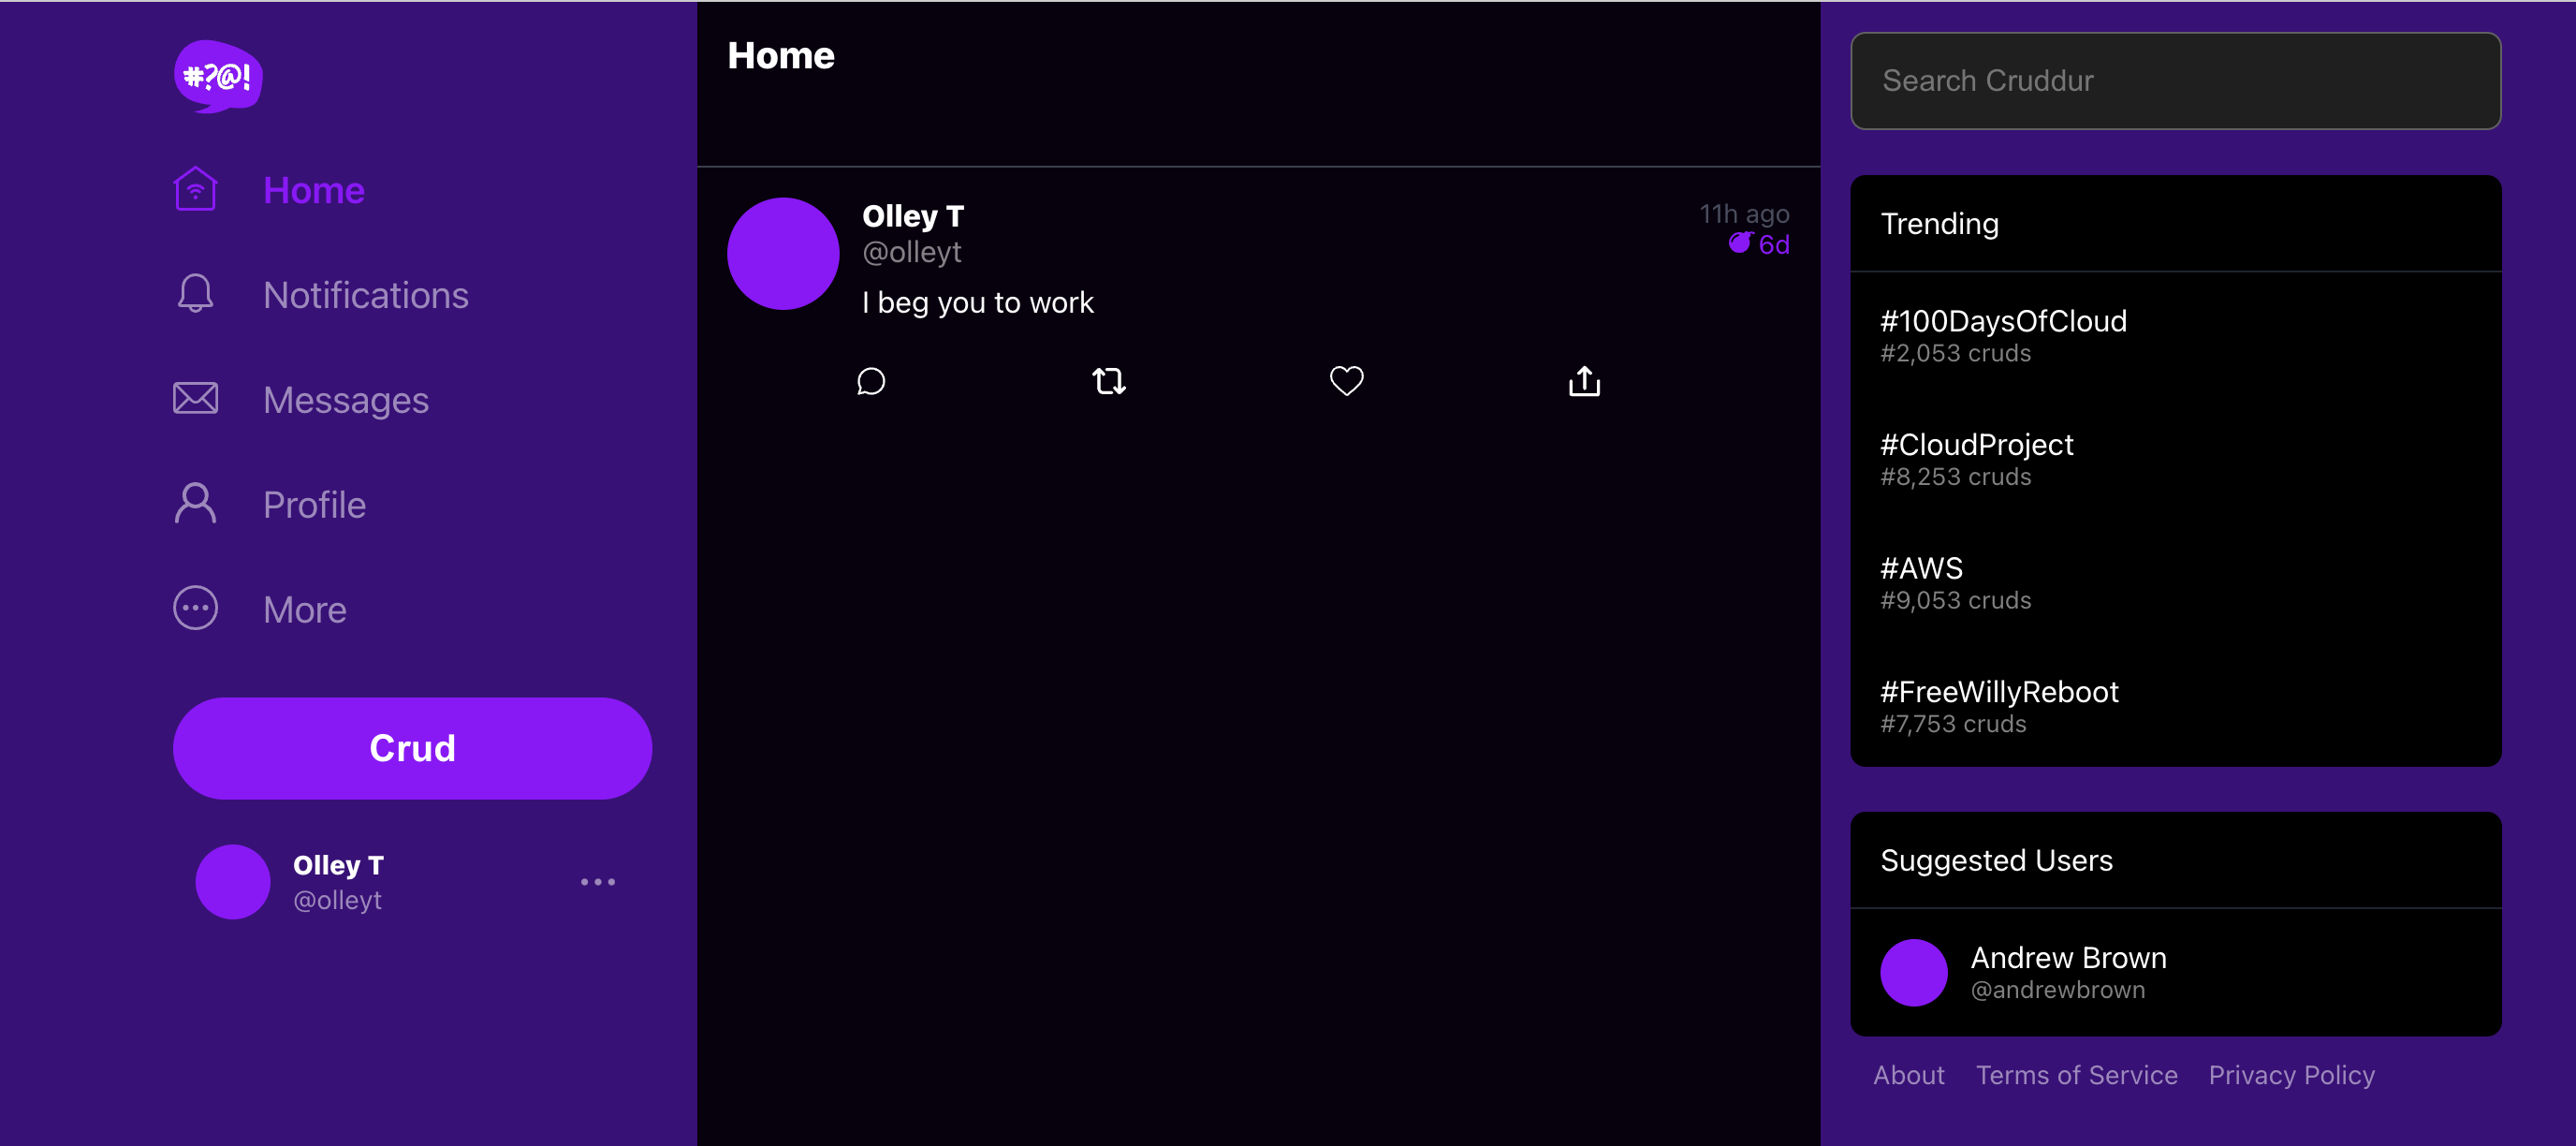 #?@!
Home
Notifications
Messages
Profile
More
Crud
Olley T
@olleyt
Home
Olley T
@olleyt
11h ago
6d
I beg you to work
Search Cruddur
Trending
#100DaysOfCloud
#2,053 cruds
#CloudProject
#8,253 cruds
#AWS
#9,053 cruds
#FreeWillyReboot
#7,753 cruds
Suggested Users
Andrew Brown
@andrewbrown
About Terms of Service Privacy Policy